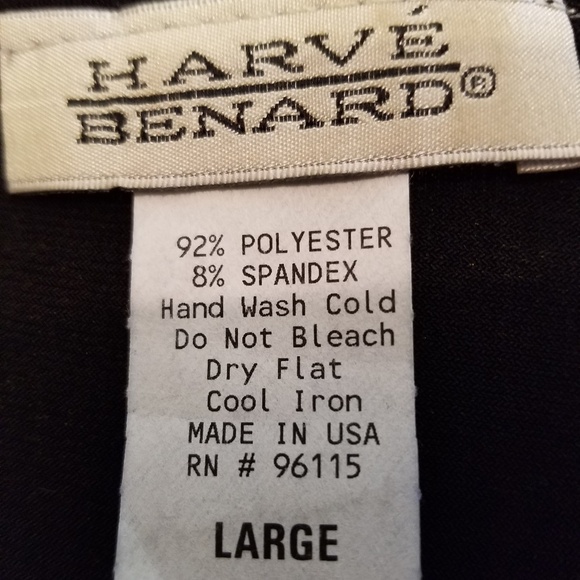 HARVÉ
BENARD®
92% POLYESTER
8% SPANDEX
Hand Wash Cold
Do Not Bleach
Dry Flat
Cool Iron
MADE IN USA
RN # 96115
LARGE